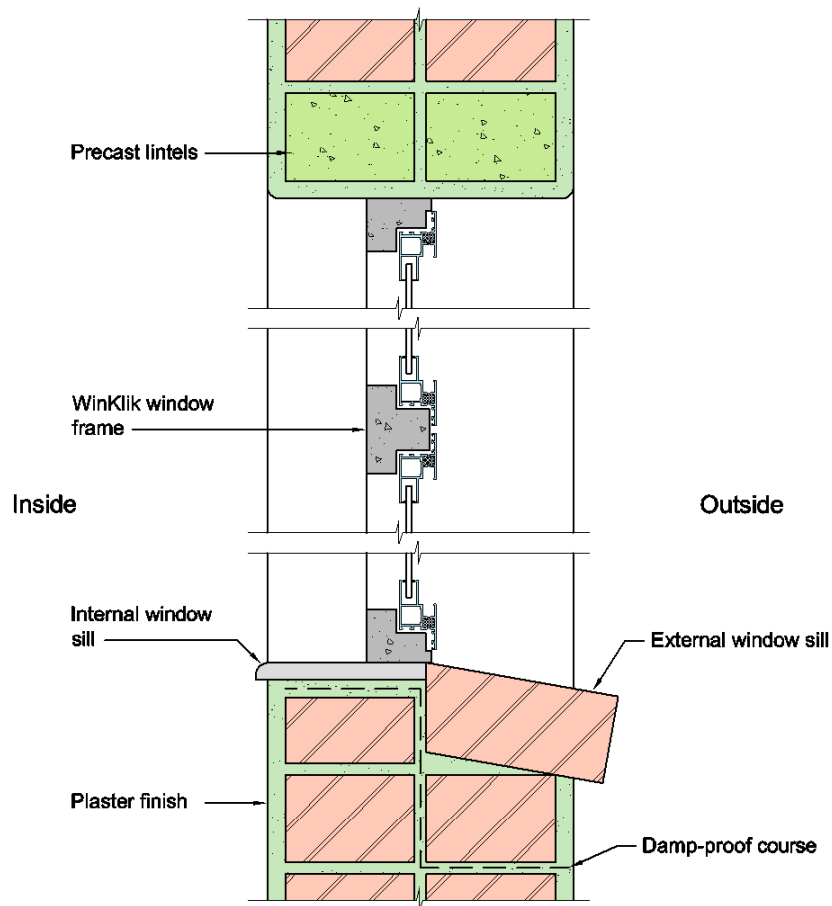 Precast lintels
WinKlik window
frame
Inside
Outside
Internal window
sill
External window sill
Plaster finish
Damp-proof course